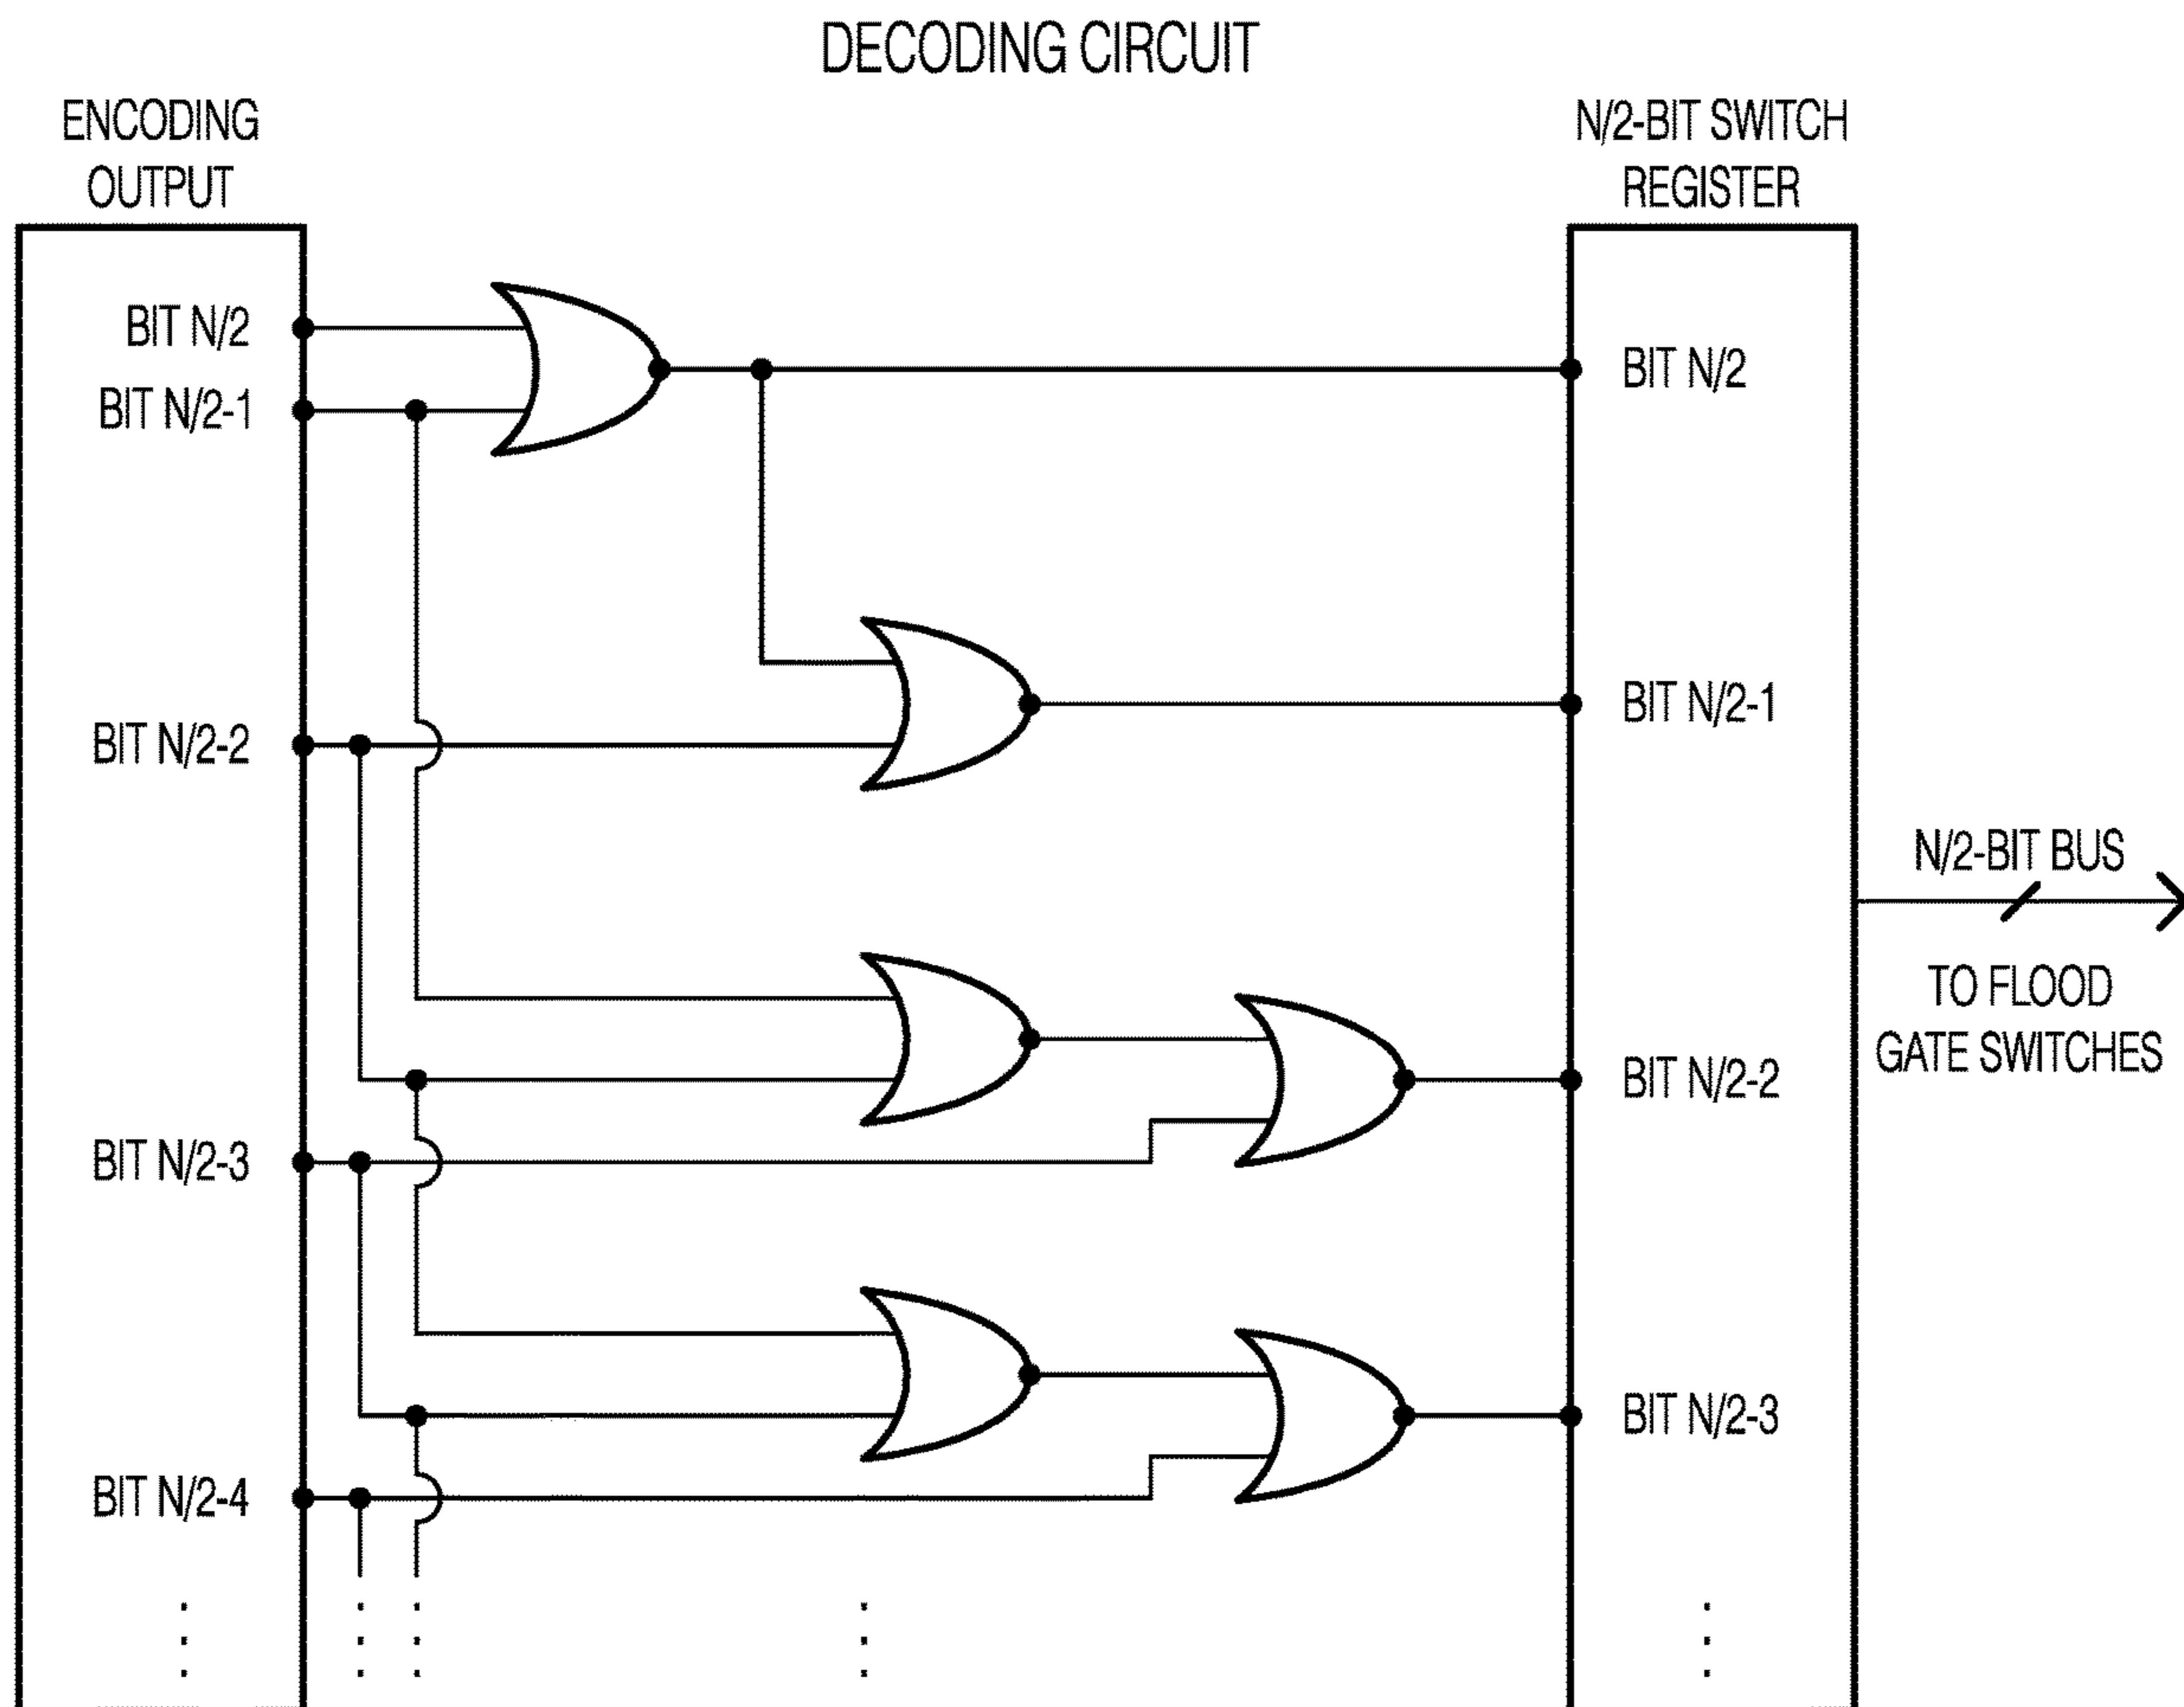 DECODING CIRCUIT
ENCODING
OUTPUT
N/2-BIT SWITCH
REGISTER
BIT N/2
BIT N/2-1
BIT N/2-2
BIT N/2-3
BIT N/2-4
BIT N/2
BIT N/2-1
BIT N/2-2
BIT N/2-3
N/2-BIT BUS
TO FLOOD
GATE SWITCHES